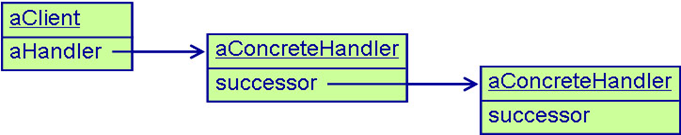 aClient
aHandler
aConcreteHandler
successor
aConcreteHandler
successor